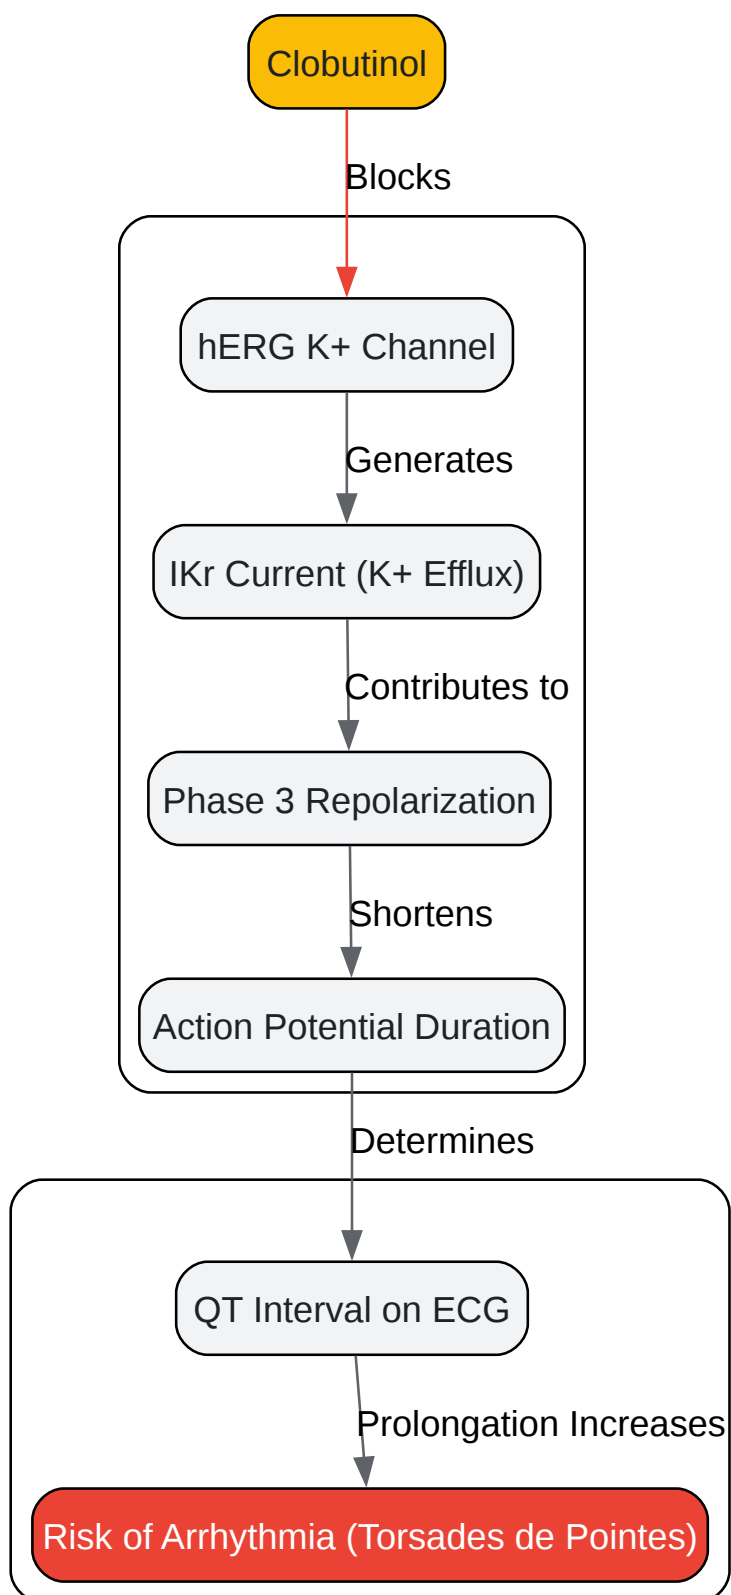 Clobutinol
Blocks
hERG K+ Channel
Generates
IKr Current (K+ Efflux)
Contributes to
Phase 3 Repolarization
Shortens
Action Potential Duration
Determines
QT Interval on ECG
Prolongation Increases
Risk of Arrhythmia (Torsades de Pointes)